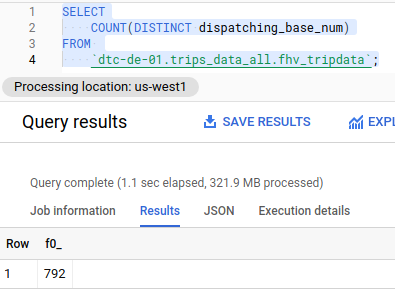 1 SELECT
2 COUNT(DISTINCT dispatching_base_num)
3 FROM
4 `dtc-de-01.trips_data_all.fhv_tripdata`;
Processing location: us-west1
Query results SAVE RESULTS EXPL
Query complete (1.1 sec elapsed, 321.9 MB processed)
Job information Results JSON Execution details
Row f0_
1 792